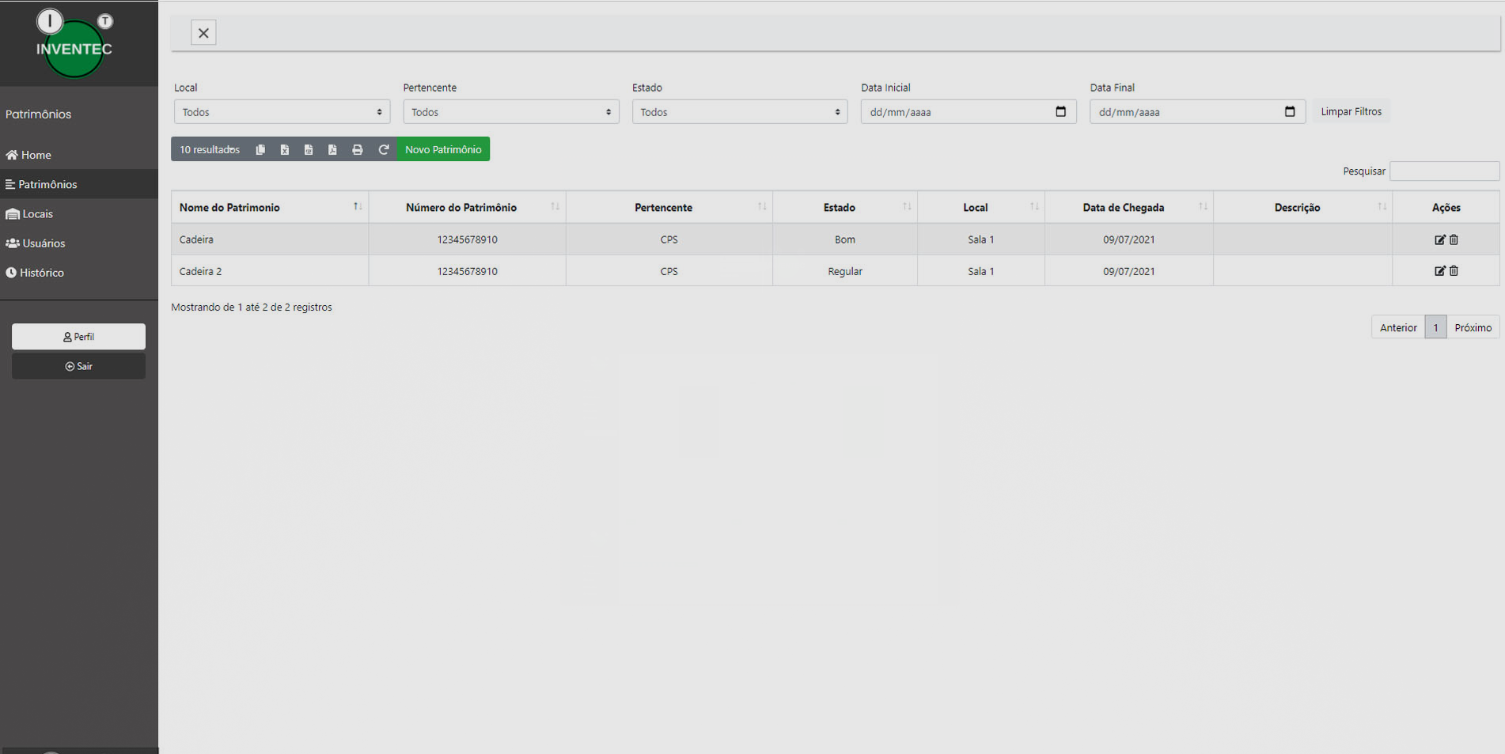 I T
INVENTEC
Patrimônios
Home
Patrimônios
Locais
Usuários
Histórico
Perfil
Sair
Local Pertencente Estado Data Inicial Data Final
Todos Todos Todos dd/mm/aaaa dd/mm/aaaa Limpar Filtros
10 resultados Novo Patrimônio
Pesquisar
Nome do Patrimonio Número do Patrimônio Pertencente Estado Local Data de Chegada Descrição Ações
Cadeira 12345678910 CPS Bom Sala 1 09/07/2021
Cadeira 2 12345678910 CPS Regular Sala 1 09/07/2021
Mostrando de 1 até 2 de 2 registros
Anterior 1 Próximo